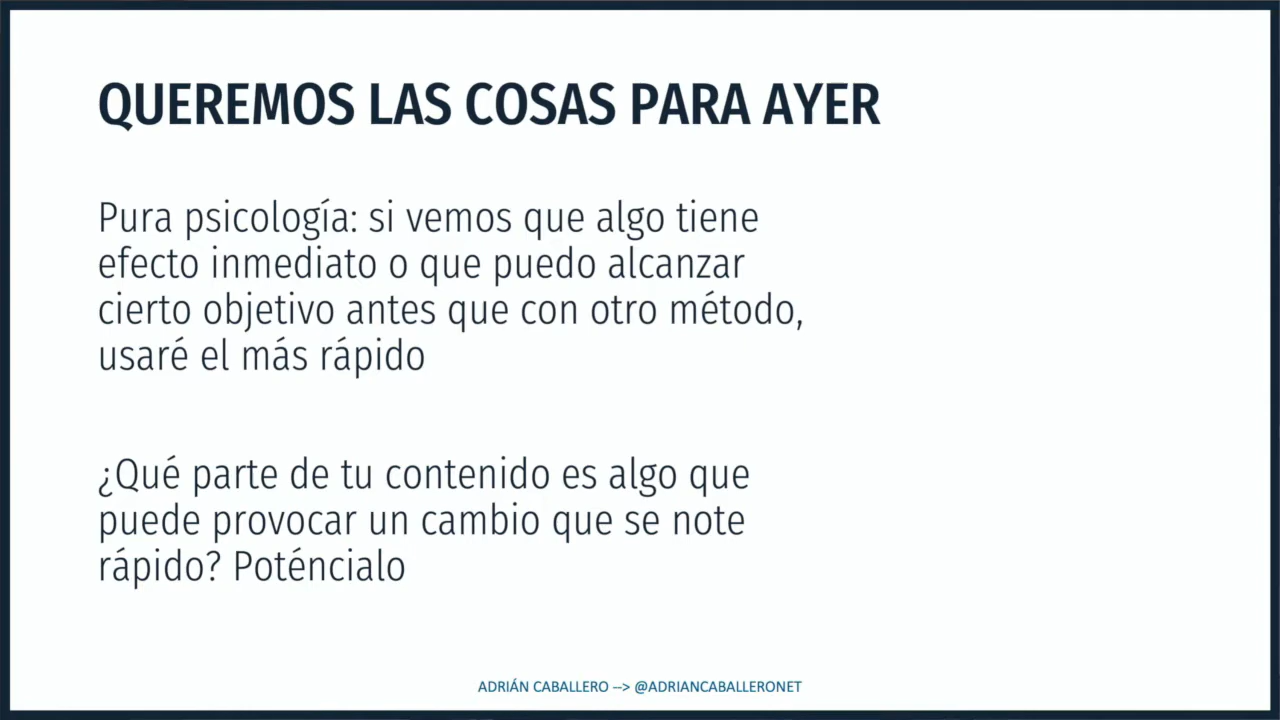 QUEREMOS LAS COSAS PARA AYER
Pura psicología: si vemos que algo tiene
efecto inmediato o que puedo alcanzar
cierto objetivo antes que con otro método,
usaré el más rápido
¿Qué parte de tu contenido es algo que
puede provocar un cambio que se note
rápido? Poténcialo
ADRIÁN CABALLERO --> @ADRIANCABALLERONET